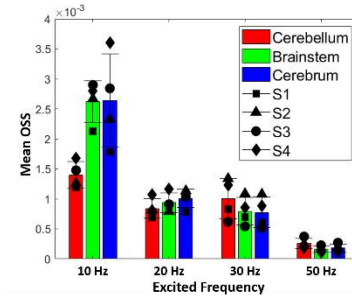 ×10⁻³
4
3.5
3
2.5
2
1.5
1
0.5
0
Mean OSS
Cerebellum
Brainstem
Cerebrum
S1
S2
S3
S4
10 Hz 20 Hz 30 Hz 50 Hz
Excited Frequency